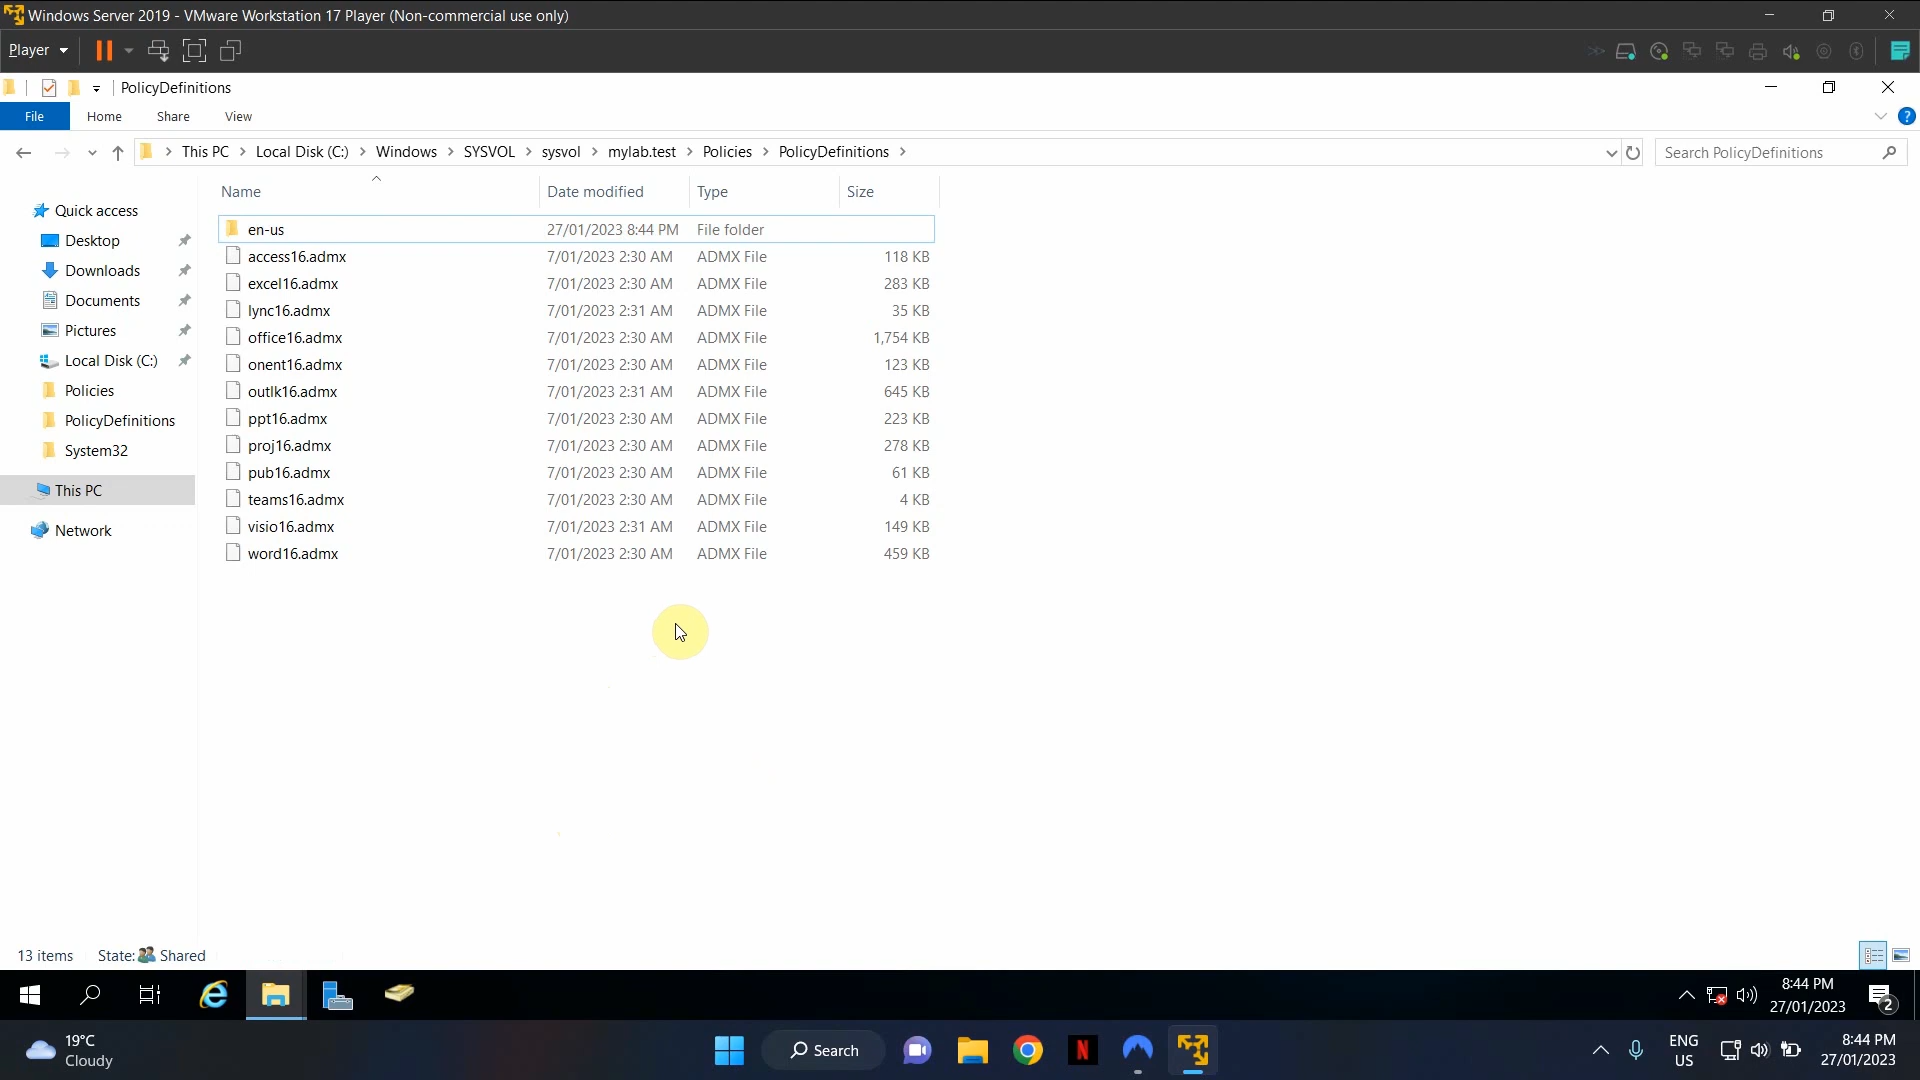 Windows Server 2019 - VMware Workstation 17 Player (Non-commercial use only)
Player
PolicyDefinitions
File Home Share View
This PC > Local Disk (C:) > Windows > SYSVOL > sysvol > mylab.test > Policies > PolicyDefinitions >
Search PolicyDefinitions
Quick access
Desktop
Downloads
Documents
Pictures
Local Disk (C:)
Policies
PolicyDefinitions
System32
This PC
Network
Name Date modified Type Size
en-us 27/01/2023 8:44 PM File folder
access16.admx 7/01/2023 2:30 AM ADMX File 118 KB
excel16.admx 7/01/2023 2:30 AM ADMX File 283 KB
lync16.admx 7/01/2023 2:31 AM ADMX File 35 KB
office16.admx 7/01/2023 2:30 AM ADMX File 1,754 KB
onent16.admx 7/01/2023 2:30 AM ADMX File 123 KB
outlk16.admx 7/01/2023 2:31 AM ADMX File 645 KB
ppt16.admx 7/01/2023 2:30 AM ADMX File 223 KB
proj16.admx 7/01/2023 2:30 AM ADMX File 278 KB
pub16.admx 7/01/2023 2:30 AM ADMX File 61 KB
teams16.admx 7/01/2023 2:30 AM ADMX File 4 KB
visio16.admx 7/01/2023 2:31 AM ADMX File 149 KB
word16.admx 7/01/2023 2:30 AM ADMX File 459 KB
13 items State: Shared
8:44 PM
27/01/2023
2
19°C
Cloudy
Search
N
ENG
US
8:44 PM
27/01/2023